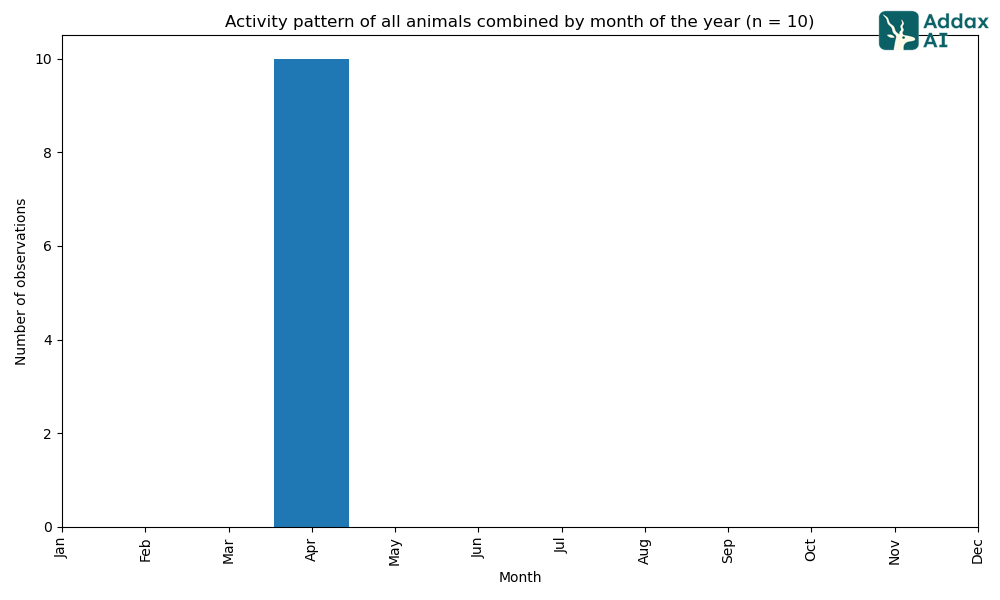 Activity pattern of all animals combined by month of the year (n = 10)
Addax
AI
Number of observations
10
8
6
4
2
0
Jan
Feb
Mar
Apr
May
Jun
Jul
Aug
Sep
Oct
Nov
Dec
Month